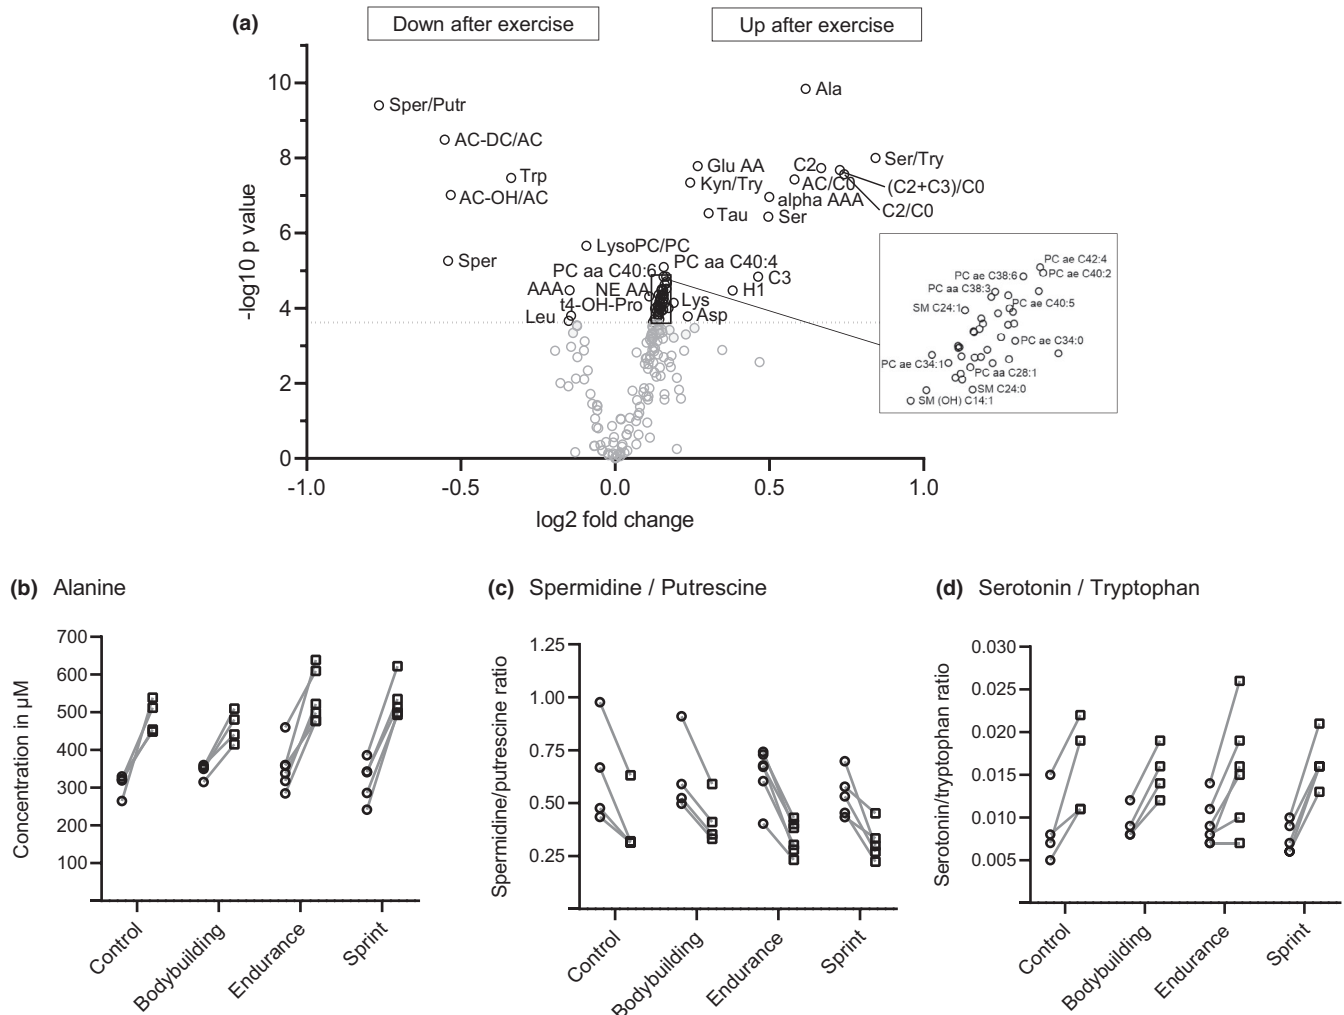 (a)
Down after exercise
Up after exercise
-log10 p value
10
8
6
4
2
0
-1.0
-0.5
0.0
0.5
1.0
log2 fold change
Sper/Putr
AC-DC/AC
Trp
AC-OH/AC
Sper
LysoPC/PC
PC aa C40:6
AAA
NE AA
t4-OH-Pro
Leu
Ala
Glu AA
C2
Ser/Try
Kyn/Try
AC/C0
(C2+C3)/C0
alpha AAA
C2/C0
Tau
Ser
PC aa C40:4
C3
H1
Lys
Asp
PC ae C42:4
PC ae C38:6
PC ae C40:2
PC aa C38:3
SM C24:1
PC ae C40:5
PC ae C34:0
PC ae C34:1
PC aa C28:1
SM C24:0
SM (OH) C14:1
(b) Alanine
Concentration in µM
700
600
500
400
300
200
100
Control
Bodybuilding
Endurance
Sprint
(c) Spermidine / Putrescine
Spermidine/putrescine ratio
1.25
1.00
0.75
0.50
0.25
Control
Bodybuilding
Endurance
Sprint
(d) Serotonin / Tryptophan
Serotonin/tryptophan ratio
0.030
0.025
0.020
0.015
0.010
0.005
Control
Bodybuilding
Endurance
Sprint